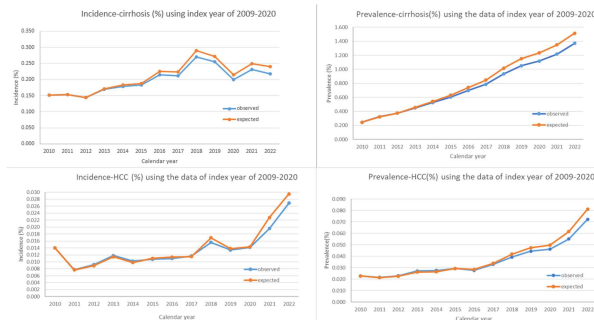 Incidence-cirrhosis (%) using index year of 2009-2020
0.350
0.300
0.250
0.200
0.150
0.100
0.050
0.000
Incidence (%)
2010 2011 2012 2013 2014 2015 2016 2017 2018 2019 2020 2021 2022
Calendar year
observed
expected
Prevalence-cirrhosis(%) using the data of index year of 2009-2020
1.600
1.400
1.200
1.000
0.800
0.600
0.400
0.200
0.000
Prevalence (%)
2010 2011 2012 2013 2014 2015 2016 2017 2018 2019 2020 2021 2022
Calendar year
observed
expected
Incidence-HCC (%) using the data of index year of 2009-2020
0.030
0.028
0.026
0.024
0.022
0.020
0.018
0.016
0.014
0.012
0.010
0.008
0.006
0.004
0.002
0.000
Incidence (%)
2010 2011 2012 2013 2014 2015 2016 2017 2018 2019 2020 2021 2022
Calendar year
observed
expected
Prevalence-HCC(%) using the data of index year of 2009-2020
0.090
0.080
0.070
0.060
0.050
0.040
0.030
0.020
0.010
0.000
Prevalence(%)
2010 2011 2012 2013 2014 2015 2016 2017 2018 2019 2020 2021 2022
Calendar year
observed
expected